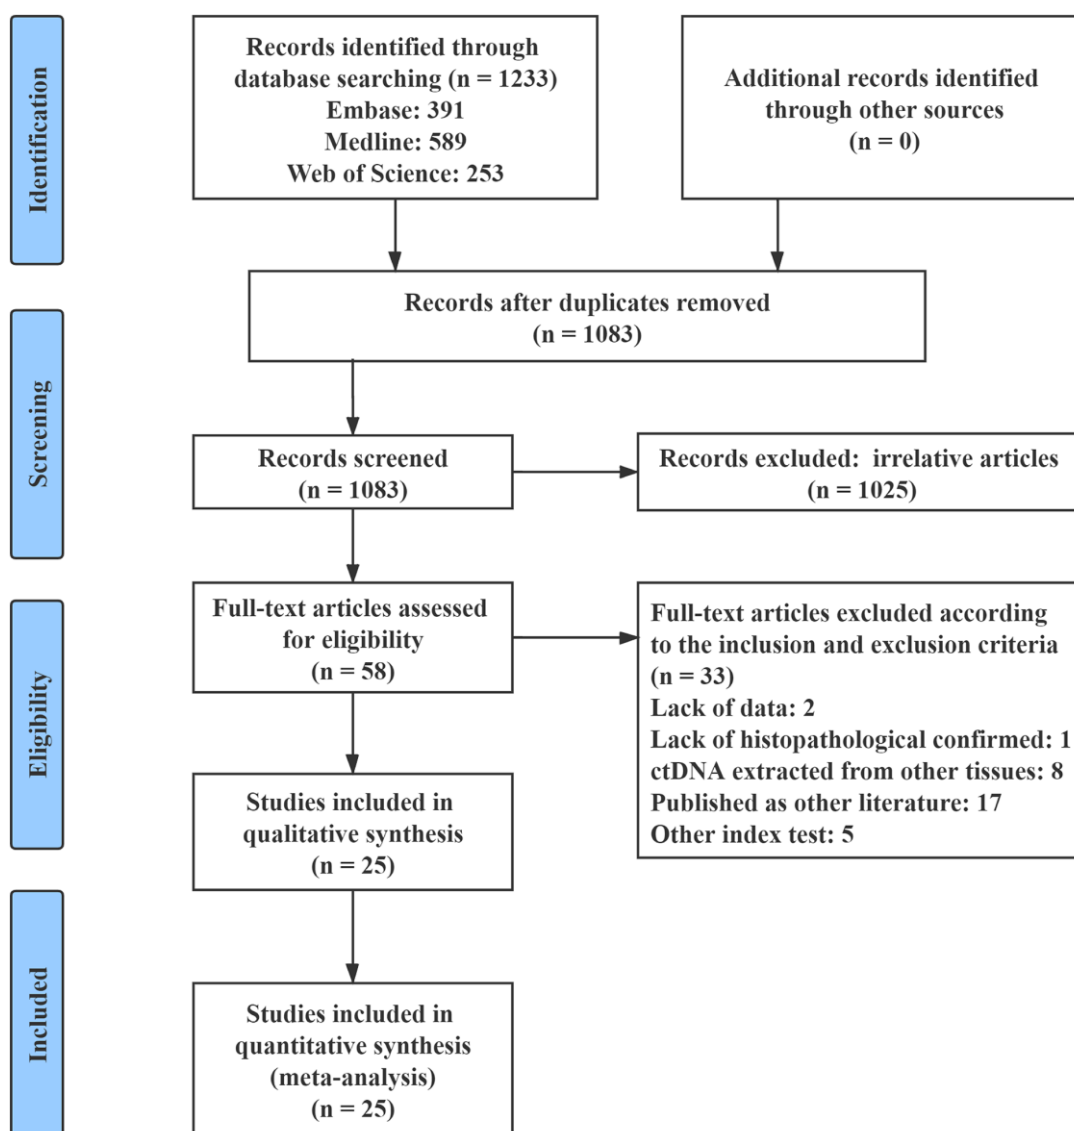 Identification
Records identified through
database searching (n = 1233)
Embase: 391
Medline: 589
Web of Science: 253
Additional records identified
through other sources
(n = 0)
Screening
Records after duplicates removed
(n = 1083)
Records screened
(n = 1083)
Records excluded:  irrelative articles
(n = 1025)
Eligibility
Full-text articles assessed
for eligibility
(n = 58)
Full-text articles excluded according
to the inclusion and exclusion criteria
(n = 33)
Lack of data: 2
Lack of histopathological confirmed: 1
ctDNA extracted from other tissues: 8
Published as other literature: 17
Other index test: 5
Studies included in
qualitative synthesis
(n = 25)
Included
Studies included in
quantitative synthesis
(meta-analysis)
(n = 25)